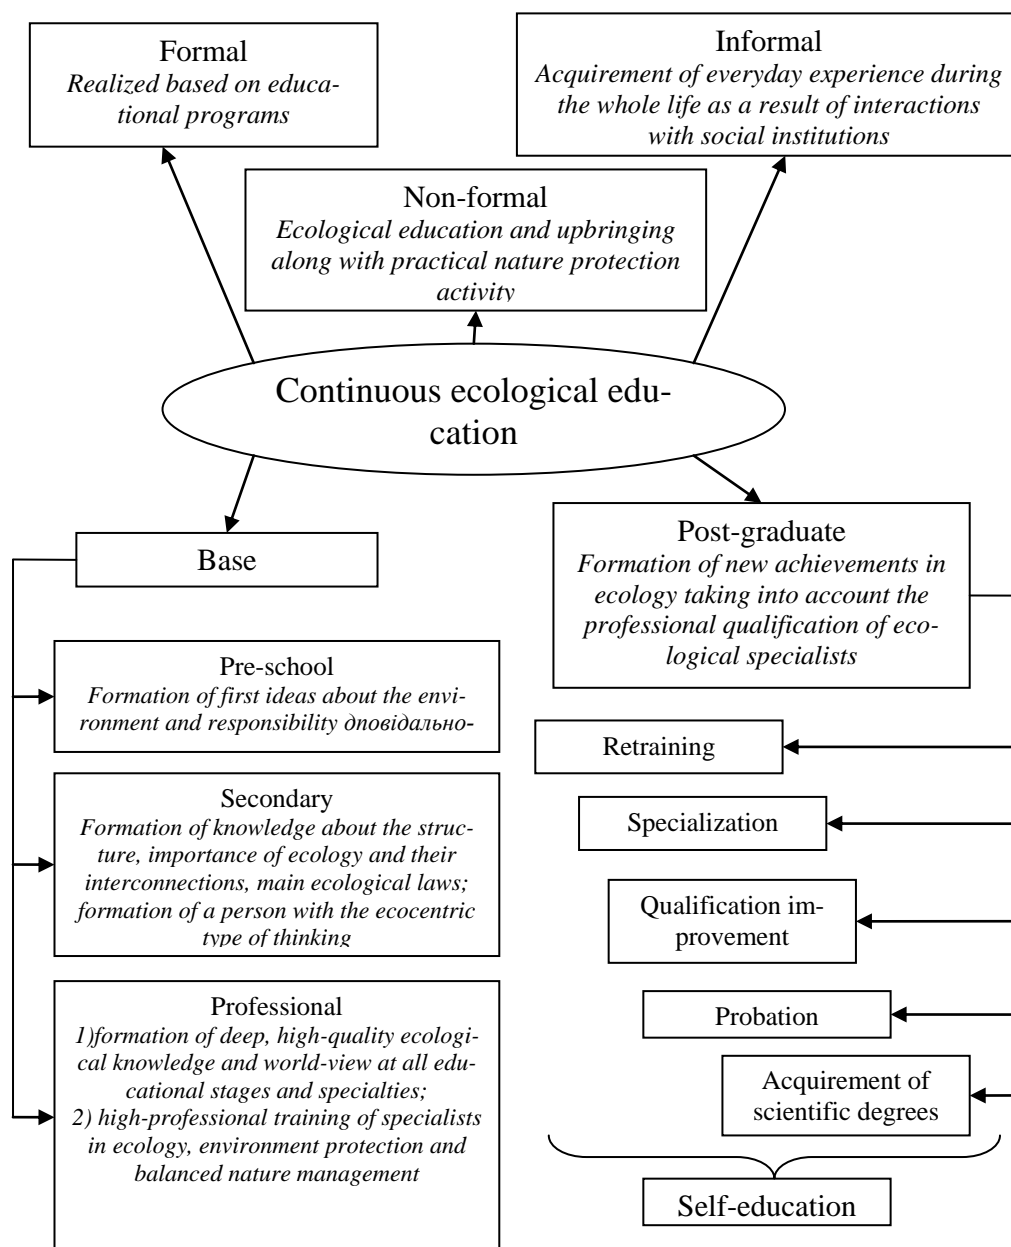 Formal
Realized based on educa-
tional programs
Informal
Acquirement of everyday experience during
the whole life as a result of interactions
with social institutions
Non-formal
Ecological education and upbringing
along with practical nature protection
activity
Continuous ecological edu-
cation
Base
Pre-school
Formation of first ideas about the envi-
ronment and responsibility дповідально-
Secondary
Formation of knowledge about the struc-
ture, importance of ecology and their
interconnections, main ecological laws;
formation of a person with the ecocentric
type of thinking
Professional
1)formation of deep, high-quality ecologi-
cal knowledge and world-view at all edu-
cational stages and specialties;
2) high-professional training of specialists
in ecology, environment protection and
balanced nature management
Post-graduate
Formation of new achievements in
ecology taking into account the
professional qualification of eco-
logical specialists
Retraining
Specialization
Qualification im-
provement
Probation
Acquirement of
scientific degrees
Self-education